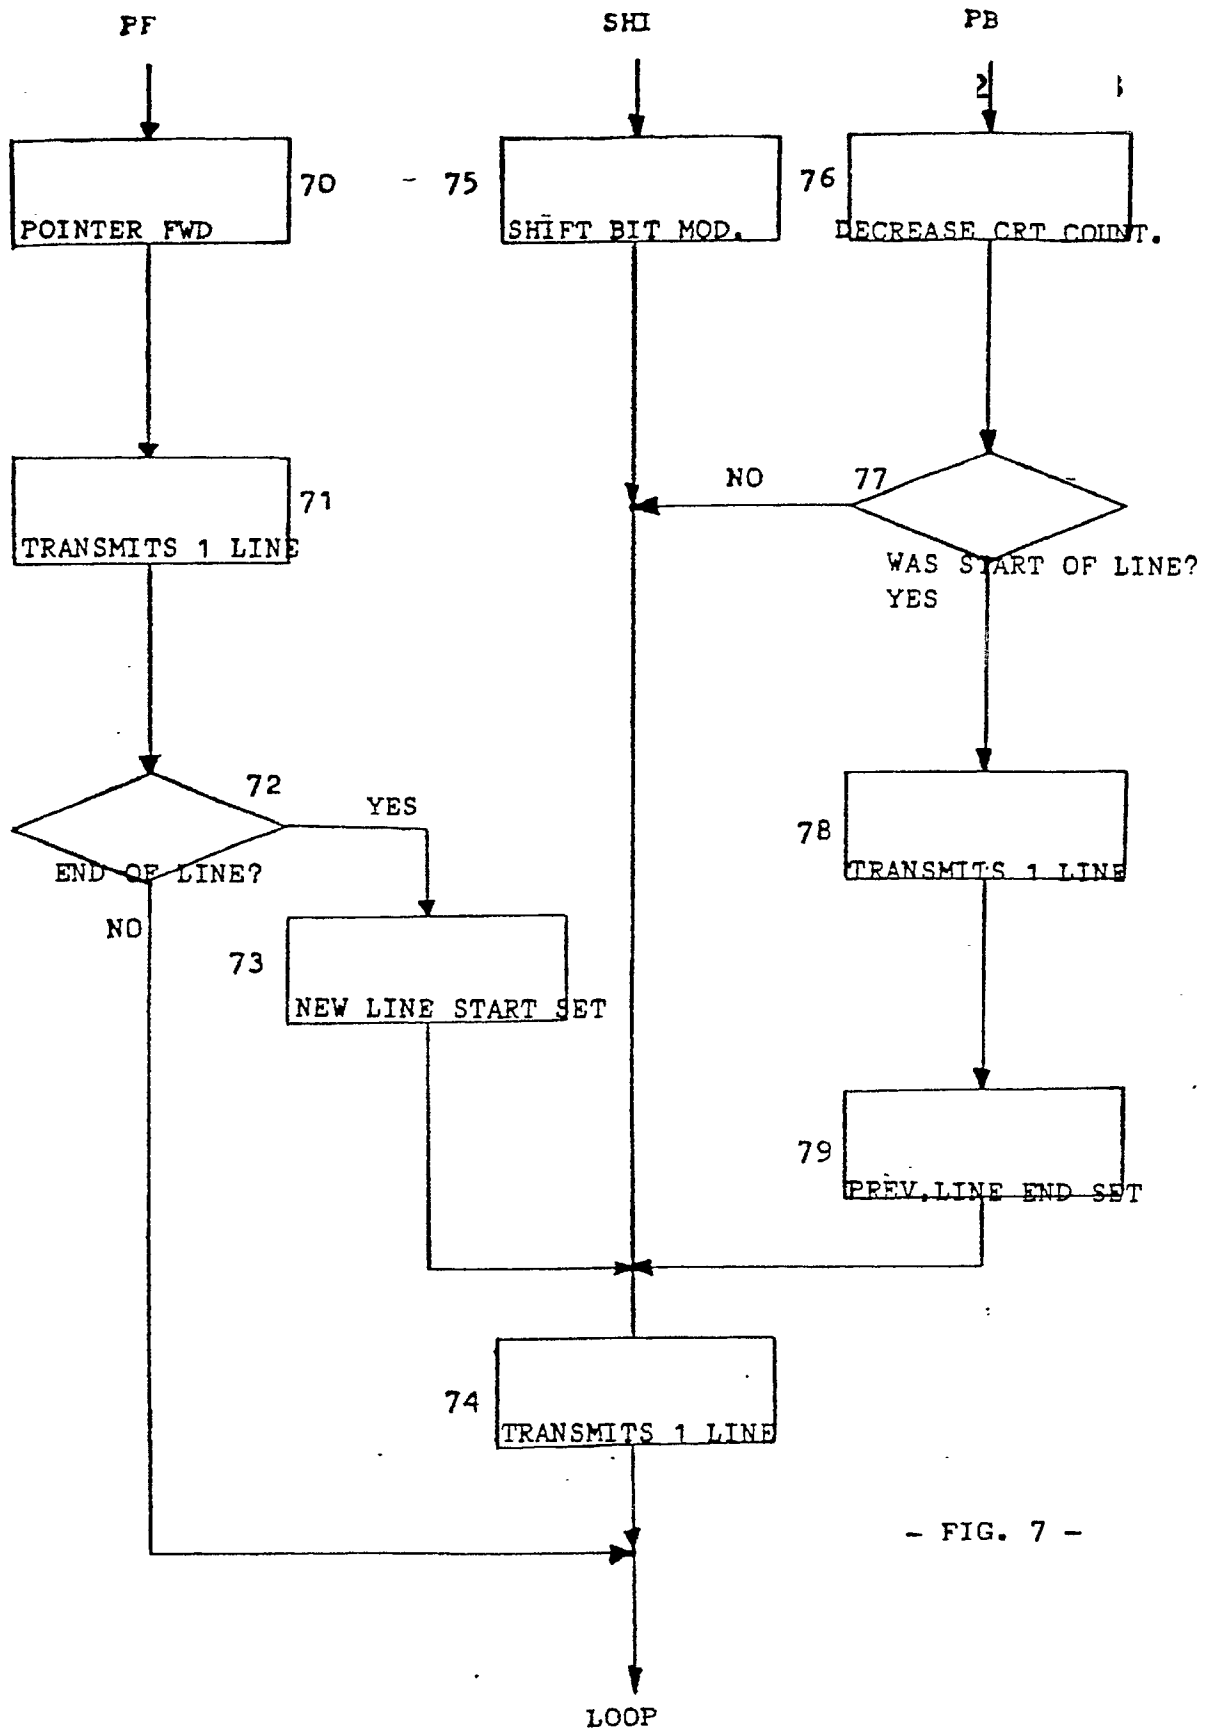 PF
SHI
PB
2
70
- 75
76
POINTER FWD
SHIFT BIT MOD.
DECREASE CRT COUNT.
NO
77
71
TRANSMITS 1 LINE
WAS START OF LINE?
YES
72
YES
78
END OF LINE?
TRANSMITS 1 LINE
NO
73
NEW LINE START SET
79
PREV.LINE END SET
74
TRANSMITS 1 LINE
- FIG. 7 -
LOOP